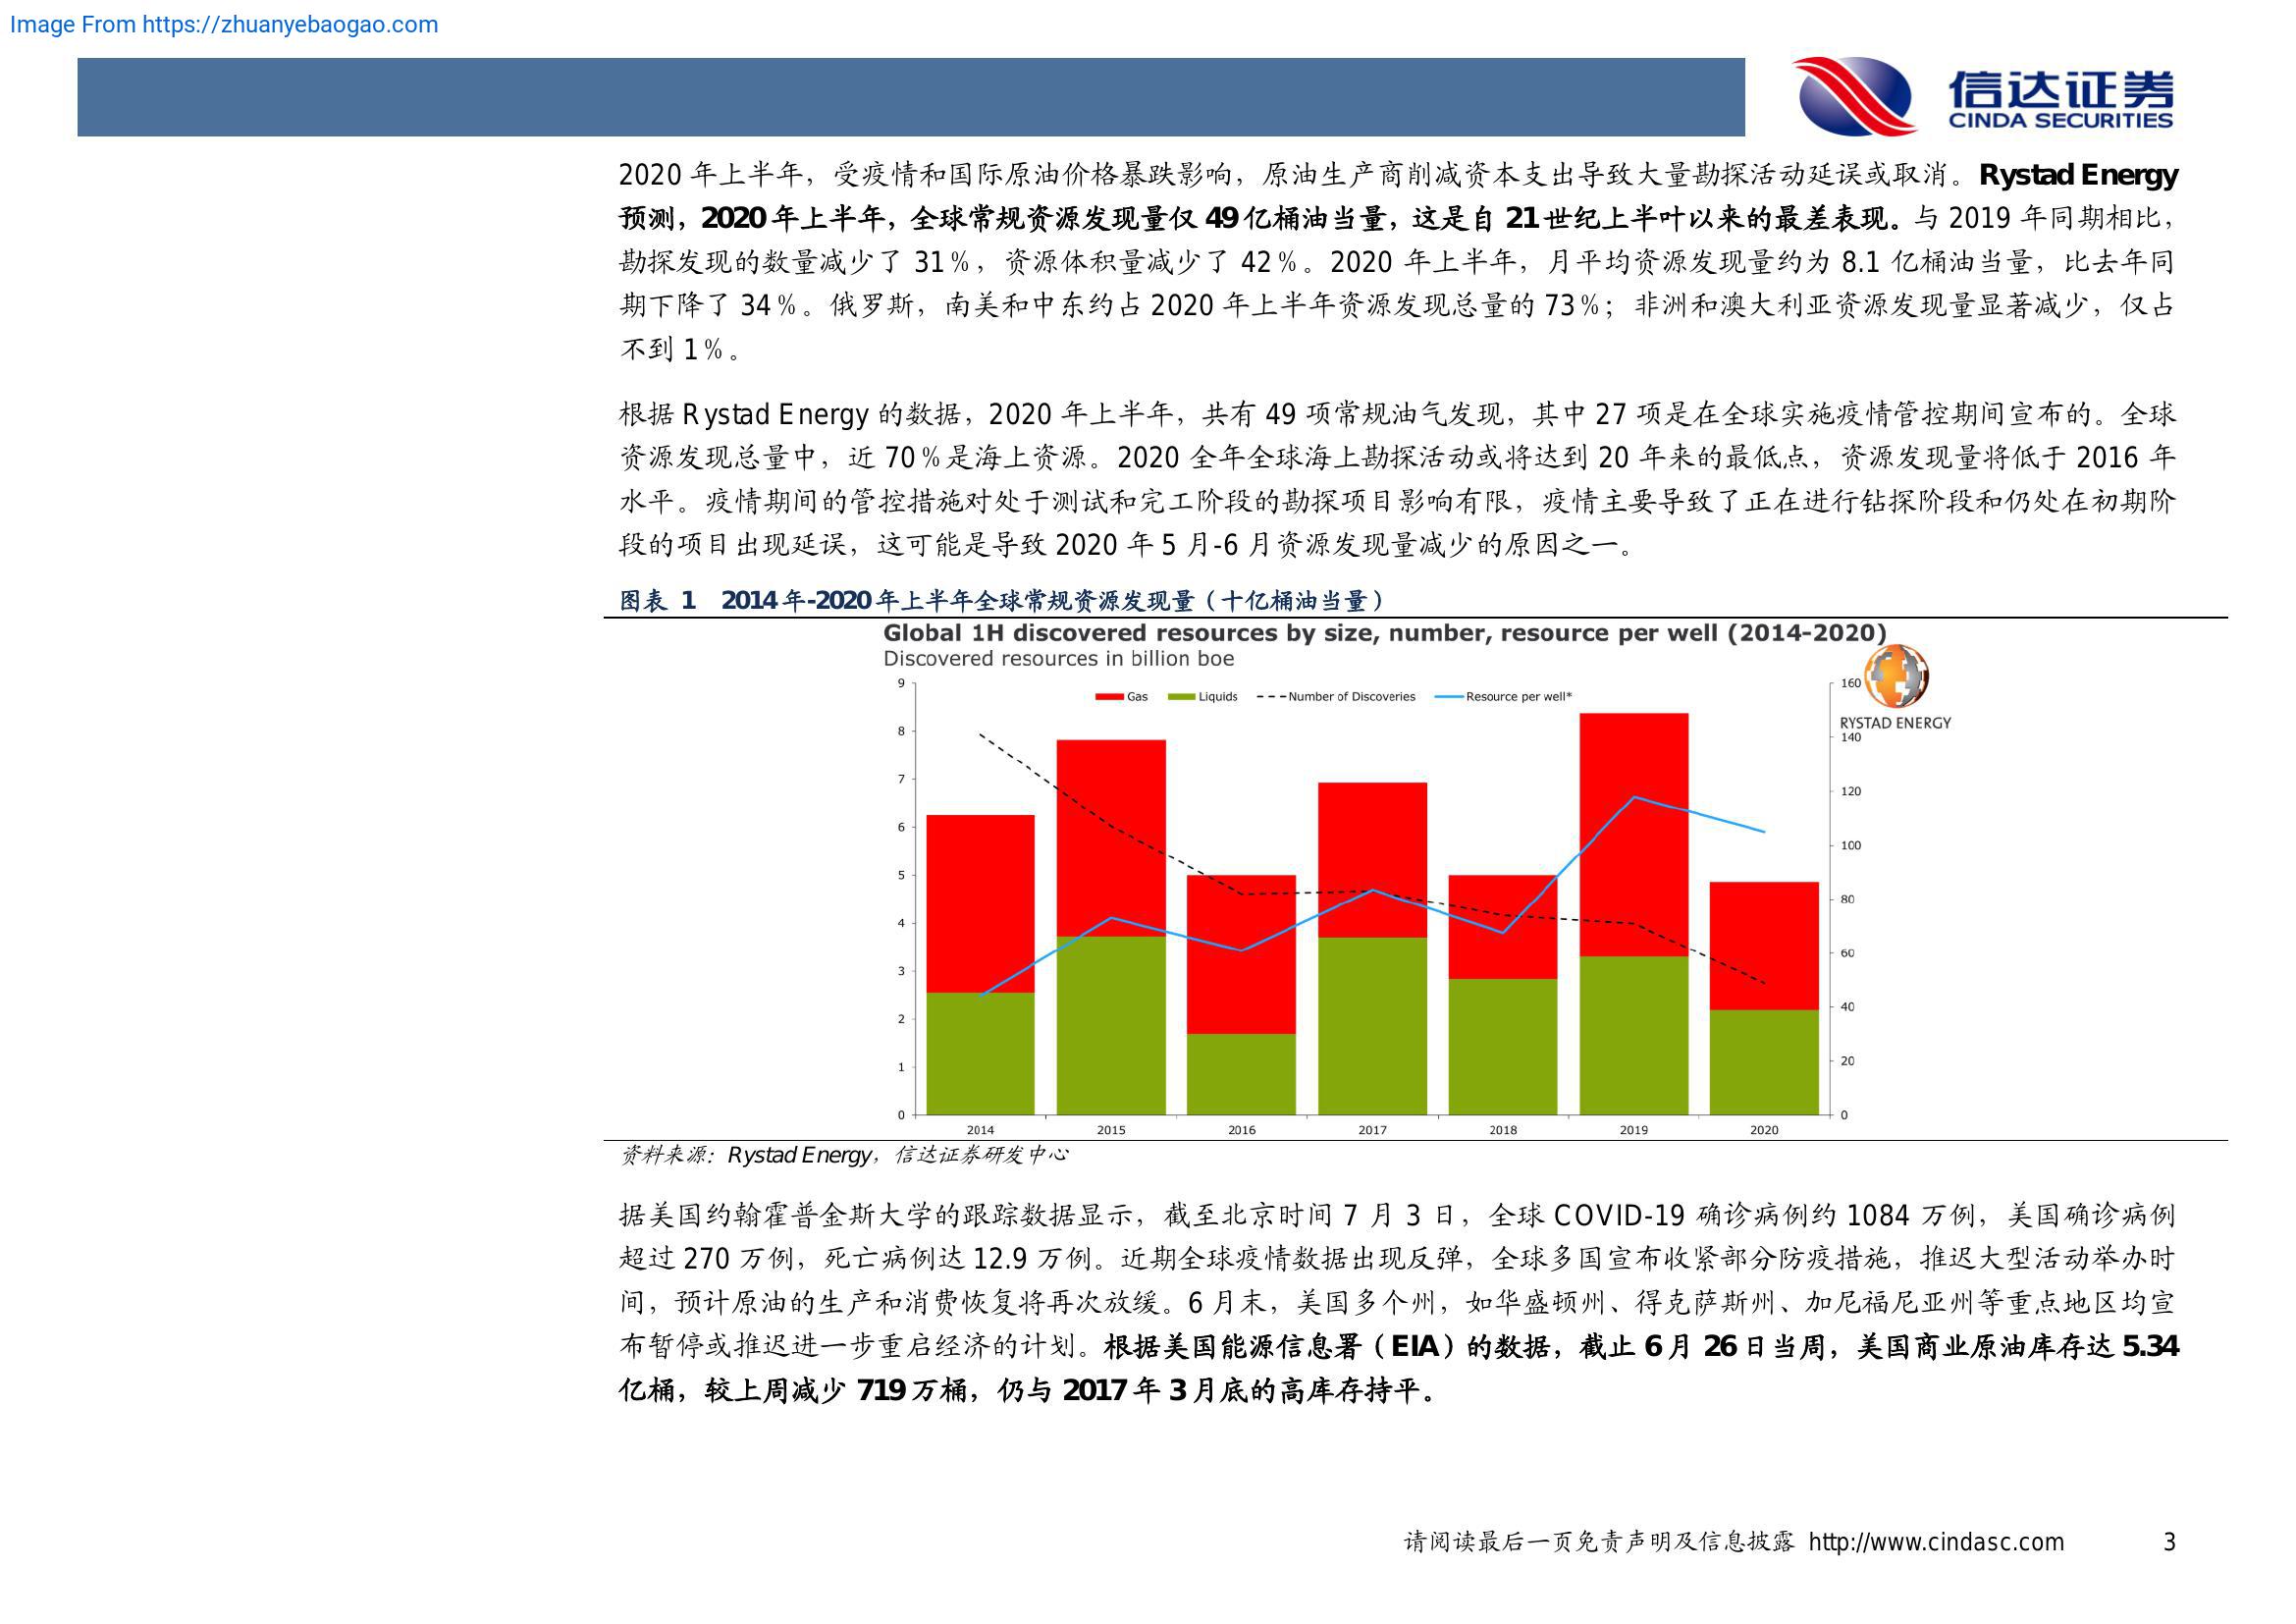 Image From https://zhuanyebaogao.com
信达证券
CINDA SECURITIES
2020 年上半年，受疫情和国际原油价格暴跌影响，原油生产商削减资本支出导致大量勘探活动延误或取消。Rystad Energy
预测，2020 年上半年，全球常规资源发现量仅 49 亿桶油当量，这是自 21 世纪上半叶以来的最差表现。与 2019 年同期相比，
勘探发现的数量减少了 31%，资源体积量减少了 42%。2020 年上半年，月平均资源发现量约为 8.1 亿桶油当量，比去年同
期下降了 34%。俄罗斯，南美和中东约占 2020 年上半年资源发现总量的 73%；非洲和澳大利亚资源发现量显著减少，仅占
不到 1%。
根据 Rystad Energy 的数据，2020 年上半年，共有 49 项常规油气发现，其中 27 项是在全球实施疫情管控期间宣布的。全球
资源发现总量中，近 70%是海上资源。2020 全年全球海上勘探活动或将达到 20 年来的最低点，资源发现量将低于 2016 年
水平。疫情期间的管控措施对处于测试和完工阶段的勘探项目影响有限，疫情主要导致了正在进行钻探阶段和仍处在初期阶
段的项目出现延误，这可能是导致 2020 年 5 月-6 月资源发现量减少的原因之一。
图表 1 2014 年-2020 年上半年全球常规资源发现量（十亿桶油当量）
Global 1H discovered resources by size, number, resource per well (2014-2020)
Discovered resources in billion boe
RYSTAD ENERGY
Gas Liquids Number of Discoveries Resource per well*
9
8
7
6
5
4
3
2
1
0
160
140
120
100
80
60
40
20
0
2014 2015 2016 2017 2018 2019 2020
资料来源：Rystad Energy，信达证券研发中心
据美国约翰霍普金斯大学的跟踪数据显示，截至北京时间 7 月 3 日，全球 COVID-19 确诊病例约 1084 万例，美国确诊病例
超过 270 万例，死亡病例达 12.9 万例。近期全球疫情数据出现反弹，全球多国宣布收紧部分防疫措施，推迟大型活动举办时
间，预计原油的生产和消费恢复将再次放缓。6 月末，美国多个州，如华盛顿州、得克萨斯州、加尼福尼亚州等重点地区均宣
布暂停或推迟进一步重启经济的计划。根据美国能源信息署（EIA）的数据，截止 6 月 26 日当周，美国商业原油库存达 5.34
亿桶，较上周减少 719 万桶，仍与 2017 年 3 月底的高库存持平。
请阅读最后一页免责声明及信息披露 http://www.cindasc.com 3